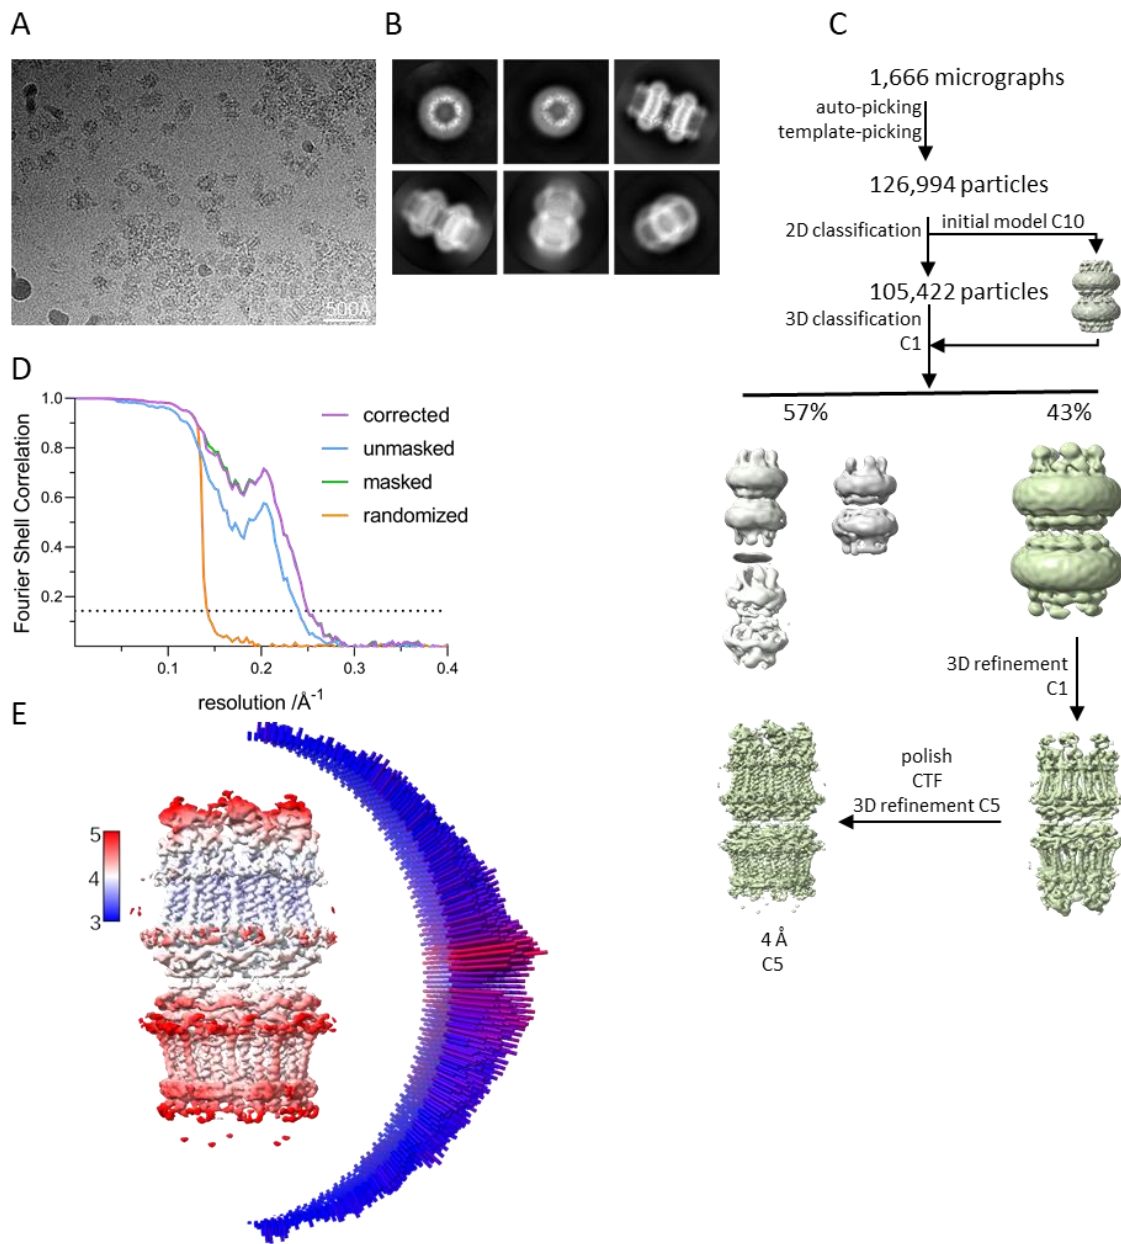 A
500Å
B
C
1,666 micrographs
auto-picking
template-picking
126,994 particles
2D classification
initial model C10
105,422 particles
3D classification
C1
57%
43%
3D refinement
C1
polish
CTF
3D refinement C5
4 Å
C5
D
Fourier Shell Correlation
1.0
0.8
0.6
0.4
0.2
0.1
0.2
0.3
0.4
resolution /Å-1
corrected
unmasked
masked
randomized
E
5
4
3